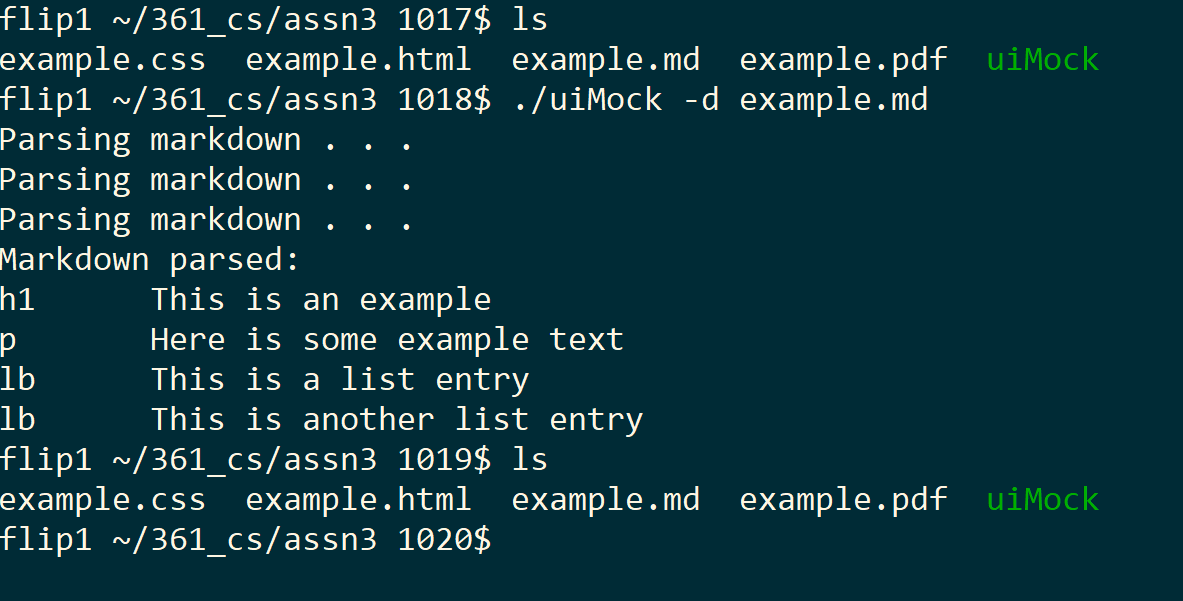 flip1 ~/361_cs/assn3 1017$ ls
example.css  example.html  example.md  example.pdf  uiMock
flip1 ~/361_cs/assn3 1018$ ./uiMock -d example.md
Parsing markdown . . .
Parsing markdown . . .
Parsing markdown . . .
Markdown parsed:
h1      This is an example
p       Here is some example text
lb      This is a list entry
lb      This is another list entry
flip1 ~/361_cs/assn3 1019$ ls
example.css  example.html  example.md  example.pdf  uiMock
flip1 ~/361_cs/assn3 1020$